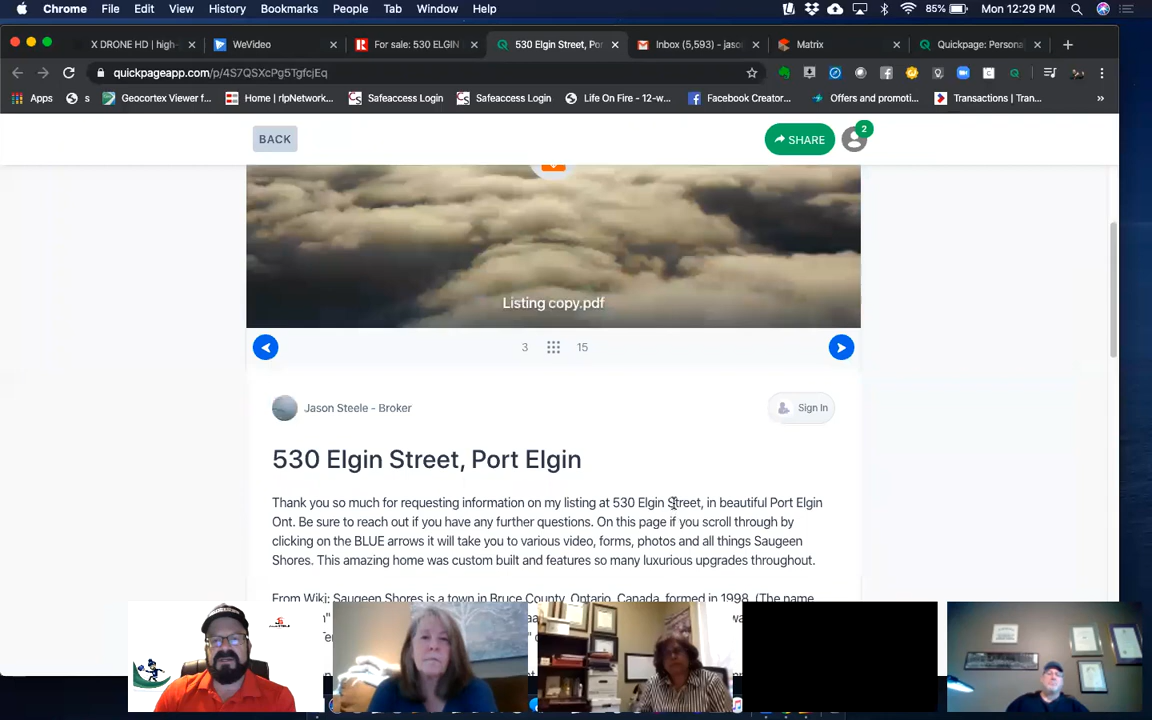 Chrome File Edit View History Bookmarks People Tab Window Help 85% Mon 12:29 PM
X DRONE HD | high- WeVideo For sale: 530 ELGIN 530 Elgin Street, Por Inbox (5,593) - jaso Matrix Quickpage: Persona
quickpageapp.com/p/4S7QSXcPg5TgfcjEq
Apps s Geocortex Viewer f... Home | rlpNetwork... Safeaccess Login Safeaccess Login Life On Fire - 12-w... Facebook Creator... Offers and promoti... Transactions | Tran... »
BACK SHARE 2
Listing copy.pdf
3 15
Jason Steele - Broker Sign In
530 Elgin Street, Port Elgin
Thank you so much for requesting information on my listing at 530 Elgin Street, in beautiful Port Elgin
Ont. Be sure to reach out if you have any further questions. On this page if you scroll through by
clicking on the BLUE arrows it will take you to various video, forms, photos and all things Saugeen
Shores. This amazing home was custom built and features so many luxurious upgrades throughout.
From Wiki: Saugeen Shores is a town in Bruce County, Ontario, Canada, formed in 1998. (The name